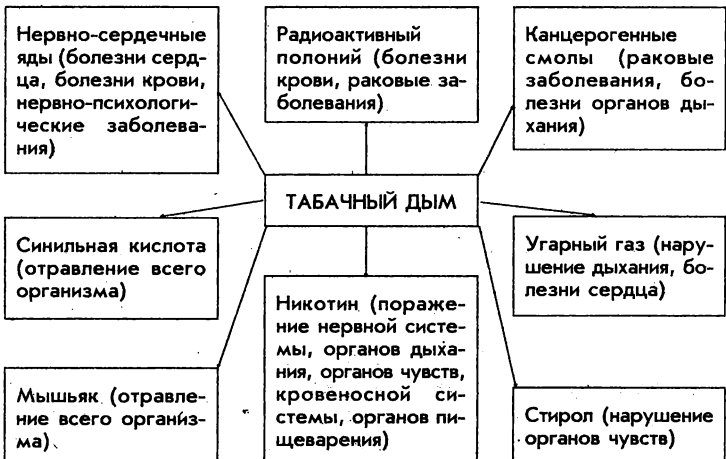 Нервно-сердечные
яды (болезни серд-
ца, болезни крови,
нервно-психологи-
ческие заболева-
ния)
Радиоактивный
полоний (болезни
крови, раковые за-
болевания)
Канцерогенные
смолы (раковые
заболевания, бо-
лезни органов ды-
хания)
ТАБАЧНЫЙ ДЫМ
Синильная кислота
(отравление всего
организма)
Угарный газ (нару-
шение дыхания, бо-
лезни сердца)
Никотин (пораже-
ние нервной систе-
мы, органов дыха-
ния, органов чувств,
кровеносной си-
стемы, органов пи-
щеварения)
Мышьяк (отравле-
ние всего организ-
ма)
Стирол (нарушение
органов чувств)